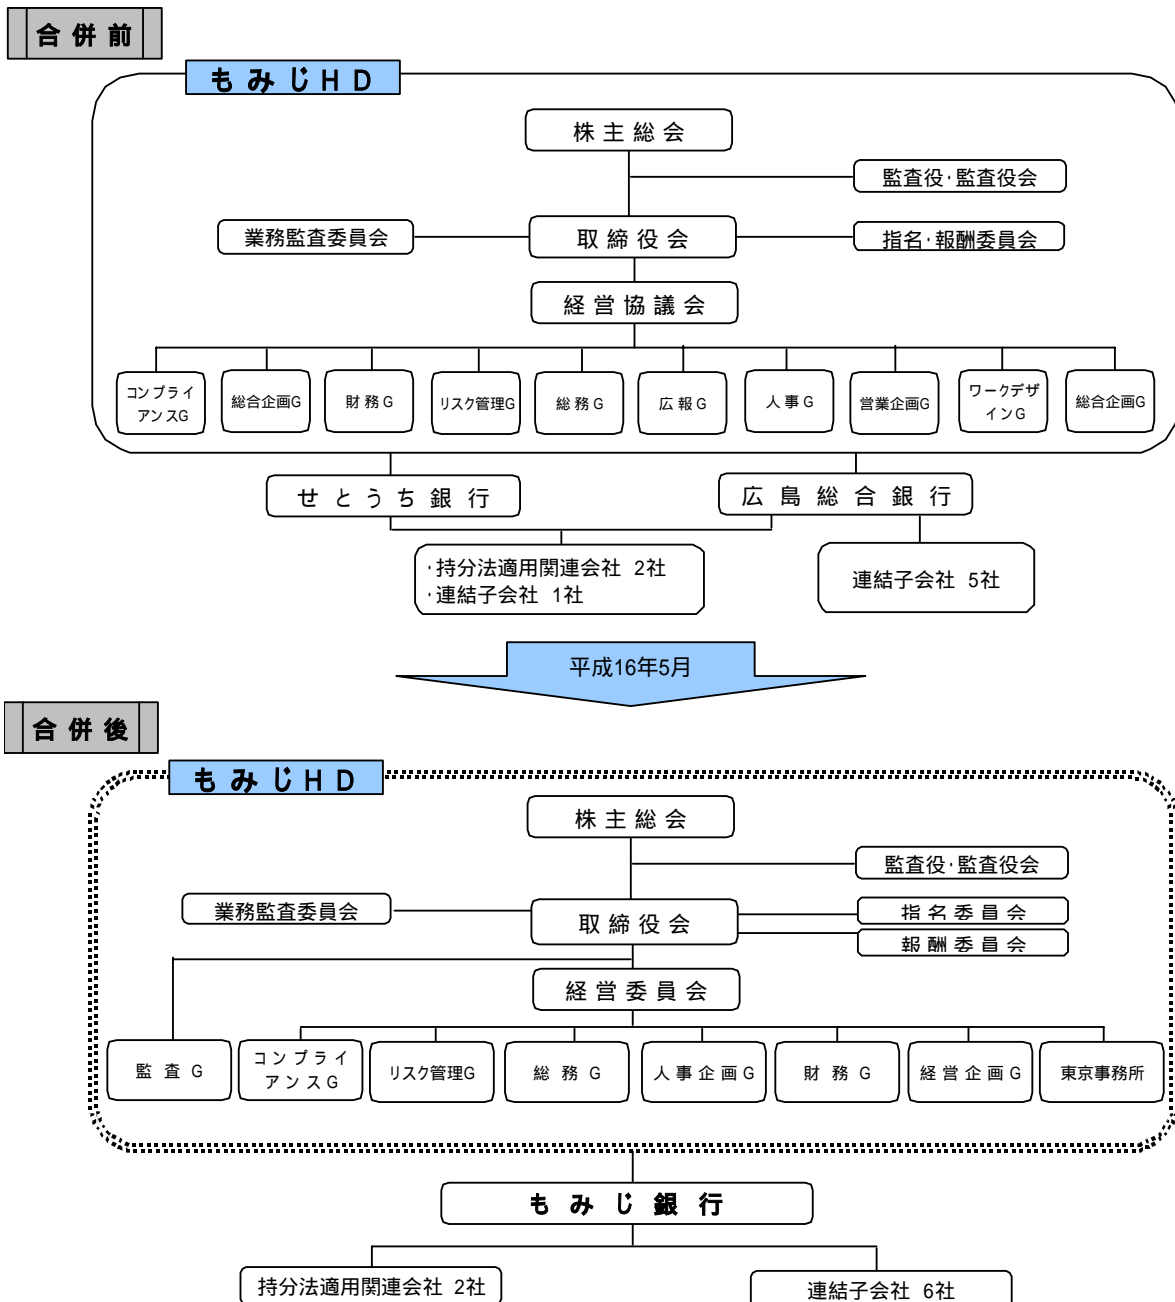 合併前
もみじHD
株主総会
監査役・監査役会
業務監査委員会
取締役会
指名・報酬委員会
経営協議会
コンプライ
アンスG
総合企画G
財務G
リスク管理G
総務G
広報G
人事G
営業企画G
ワークデザ
インG
総合企画G
せとうち銀行
広島総合銀行
・持分法適用関連会社 2社
・連結子会社 1社
連結子会社 5社
平成16年5月
合併後
もみじHD
株主総会
監査役・監査役会
業務監査委員会
取締役会
指名委員会
報酬委員会
経営委員会
監査G
コンプライ
アンスG
リスク管理G
総務G
人事企画G
財務G
経営企画G
東京事務所
もみじ銀行
持分法適用関連会社 2社
連結子会社 6社